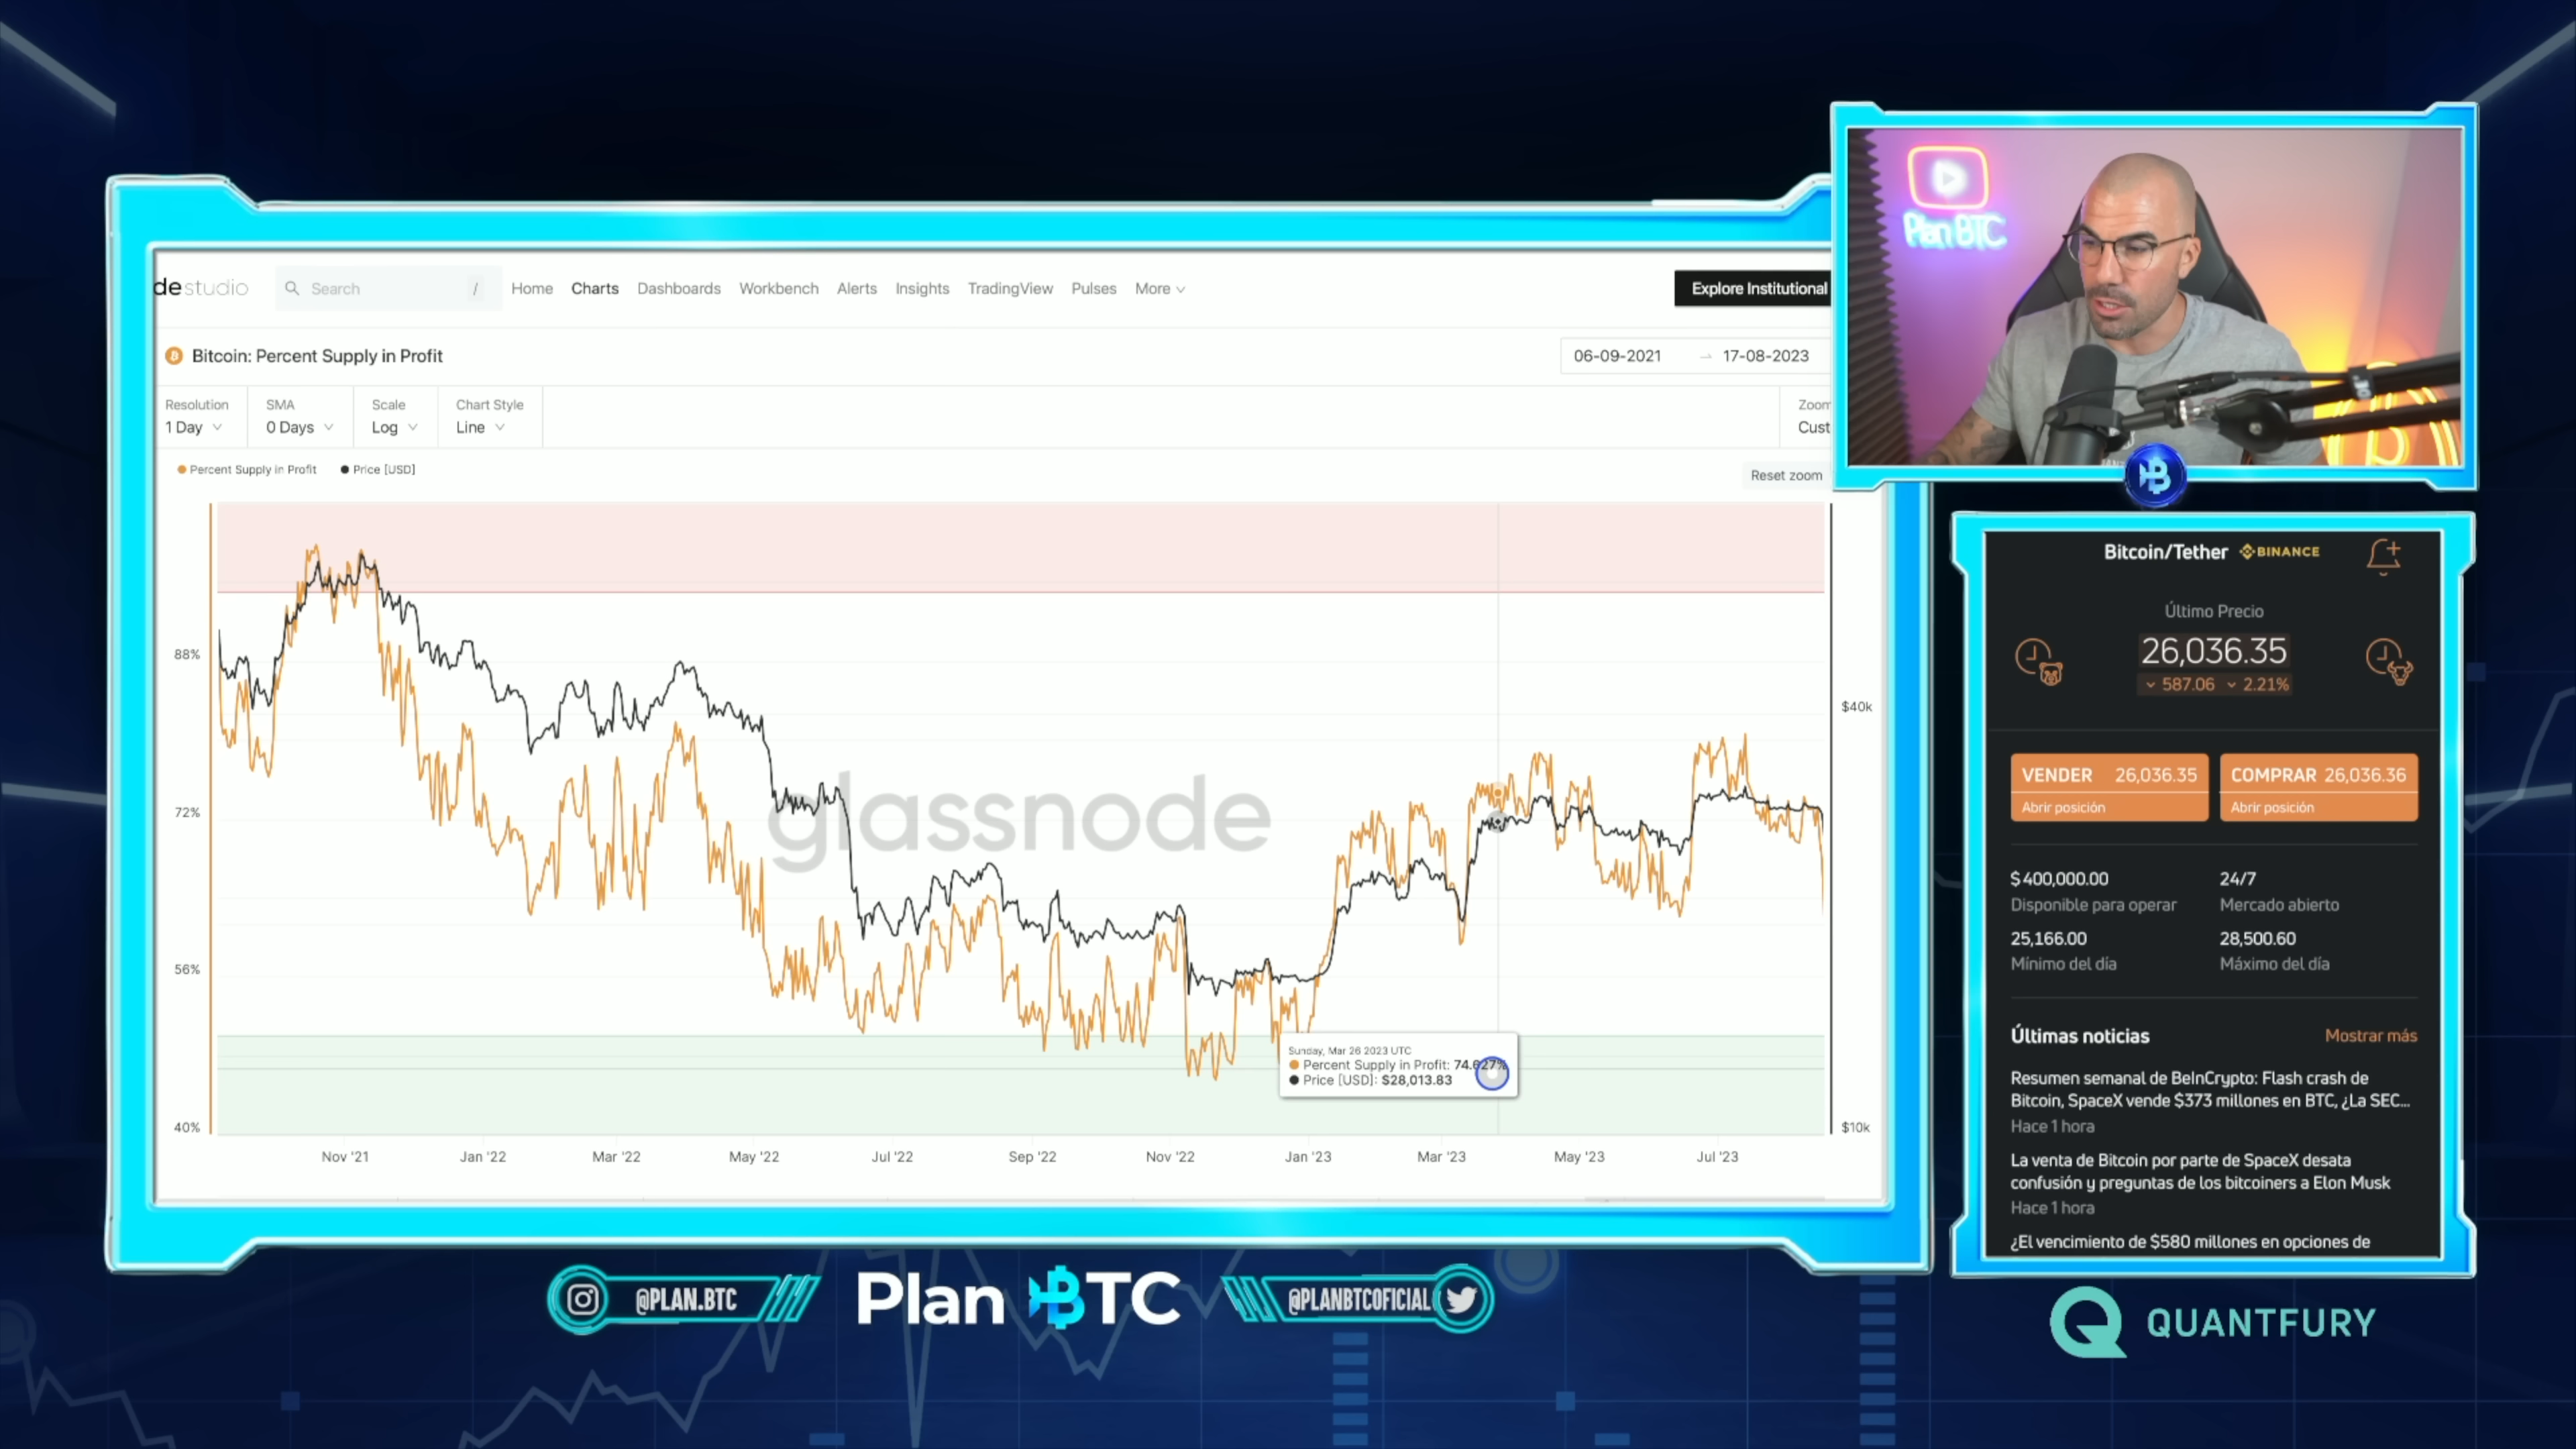 destudio
Search /
Home Charts Dashboards Workbench Alerts Insights TradingView Pulses More
Explore Institutional
Bitcoin: Percent Supply in Profit
06-09-2021 → 17-08-2023
Resolution SMA Scale Chart Style
1 Day 0 Days Log Line
Zoom
Cust
Percent Supply in Profit Price [USD]
Reset zoom
88%
72%
56%
40%
$40k
$10k
glassnode
Sunday, Mar 26 2023 UTC
Percent Supply in Profit: 74.627%
Price [USD]: $28,013.83
Nov '21 Jan '22 Mar '22 May '22 Jul '22 Sep '22 Nov '22 Jan '23 Mar '23 May '23 Jul '23
Plan BTC
Bitcoin/Tether BINANCE
Último Precio
26,036.35
587.06 2.21%
VENDER 26,036.35
Abrir posición
COMPRAR 26,036.36
Abrir posición
$400,000.00
Disponible para operar
24/7
Mercado abierto
25,166.00
Mínimo del día
28,500.60
Máximo del día
Últimas noticias Mostrar más
Resumen semanal de BeInCrypto: Flash crash de
Bitcoin, SpaceX vende $373 millones en BTC, ¿La SEC...
Hace 1 hora
La venta de Bitcoin por parte de SpaceX desata
confusión y preguntas de los bitcoiners a Elon Musk
Hace 1 hora
¿El vencimiento de $580 millones en opciones de
@PLAN.BTC
Plan BTC
@PLANBTCOFICIAL
QUANTFURY